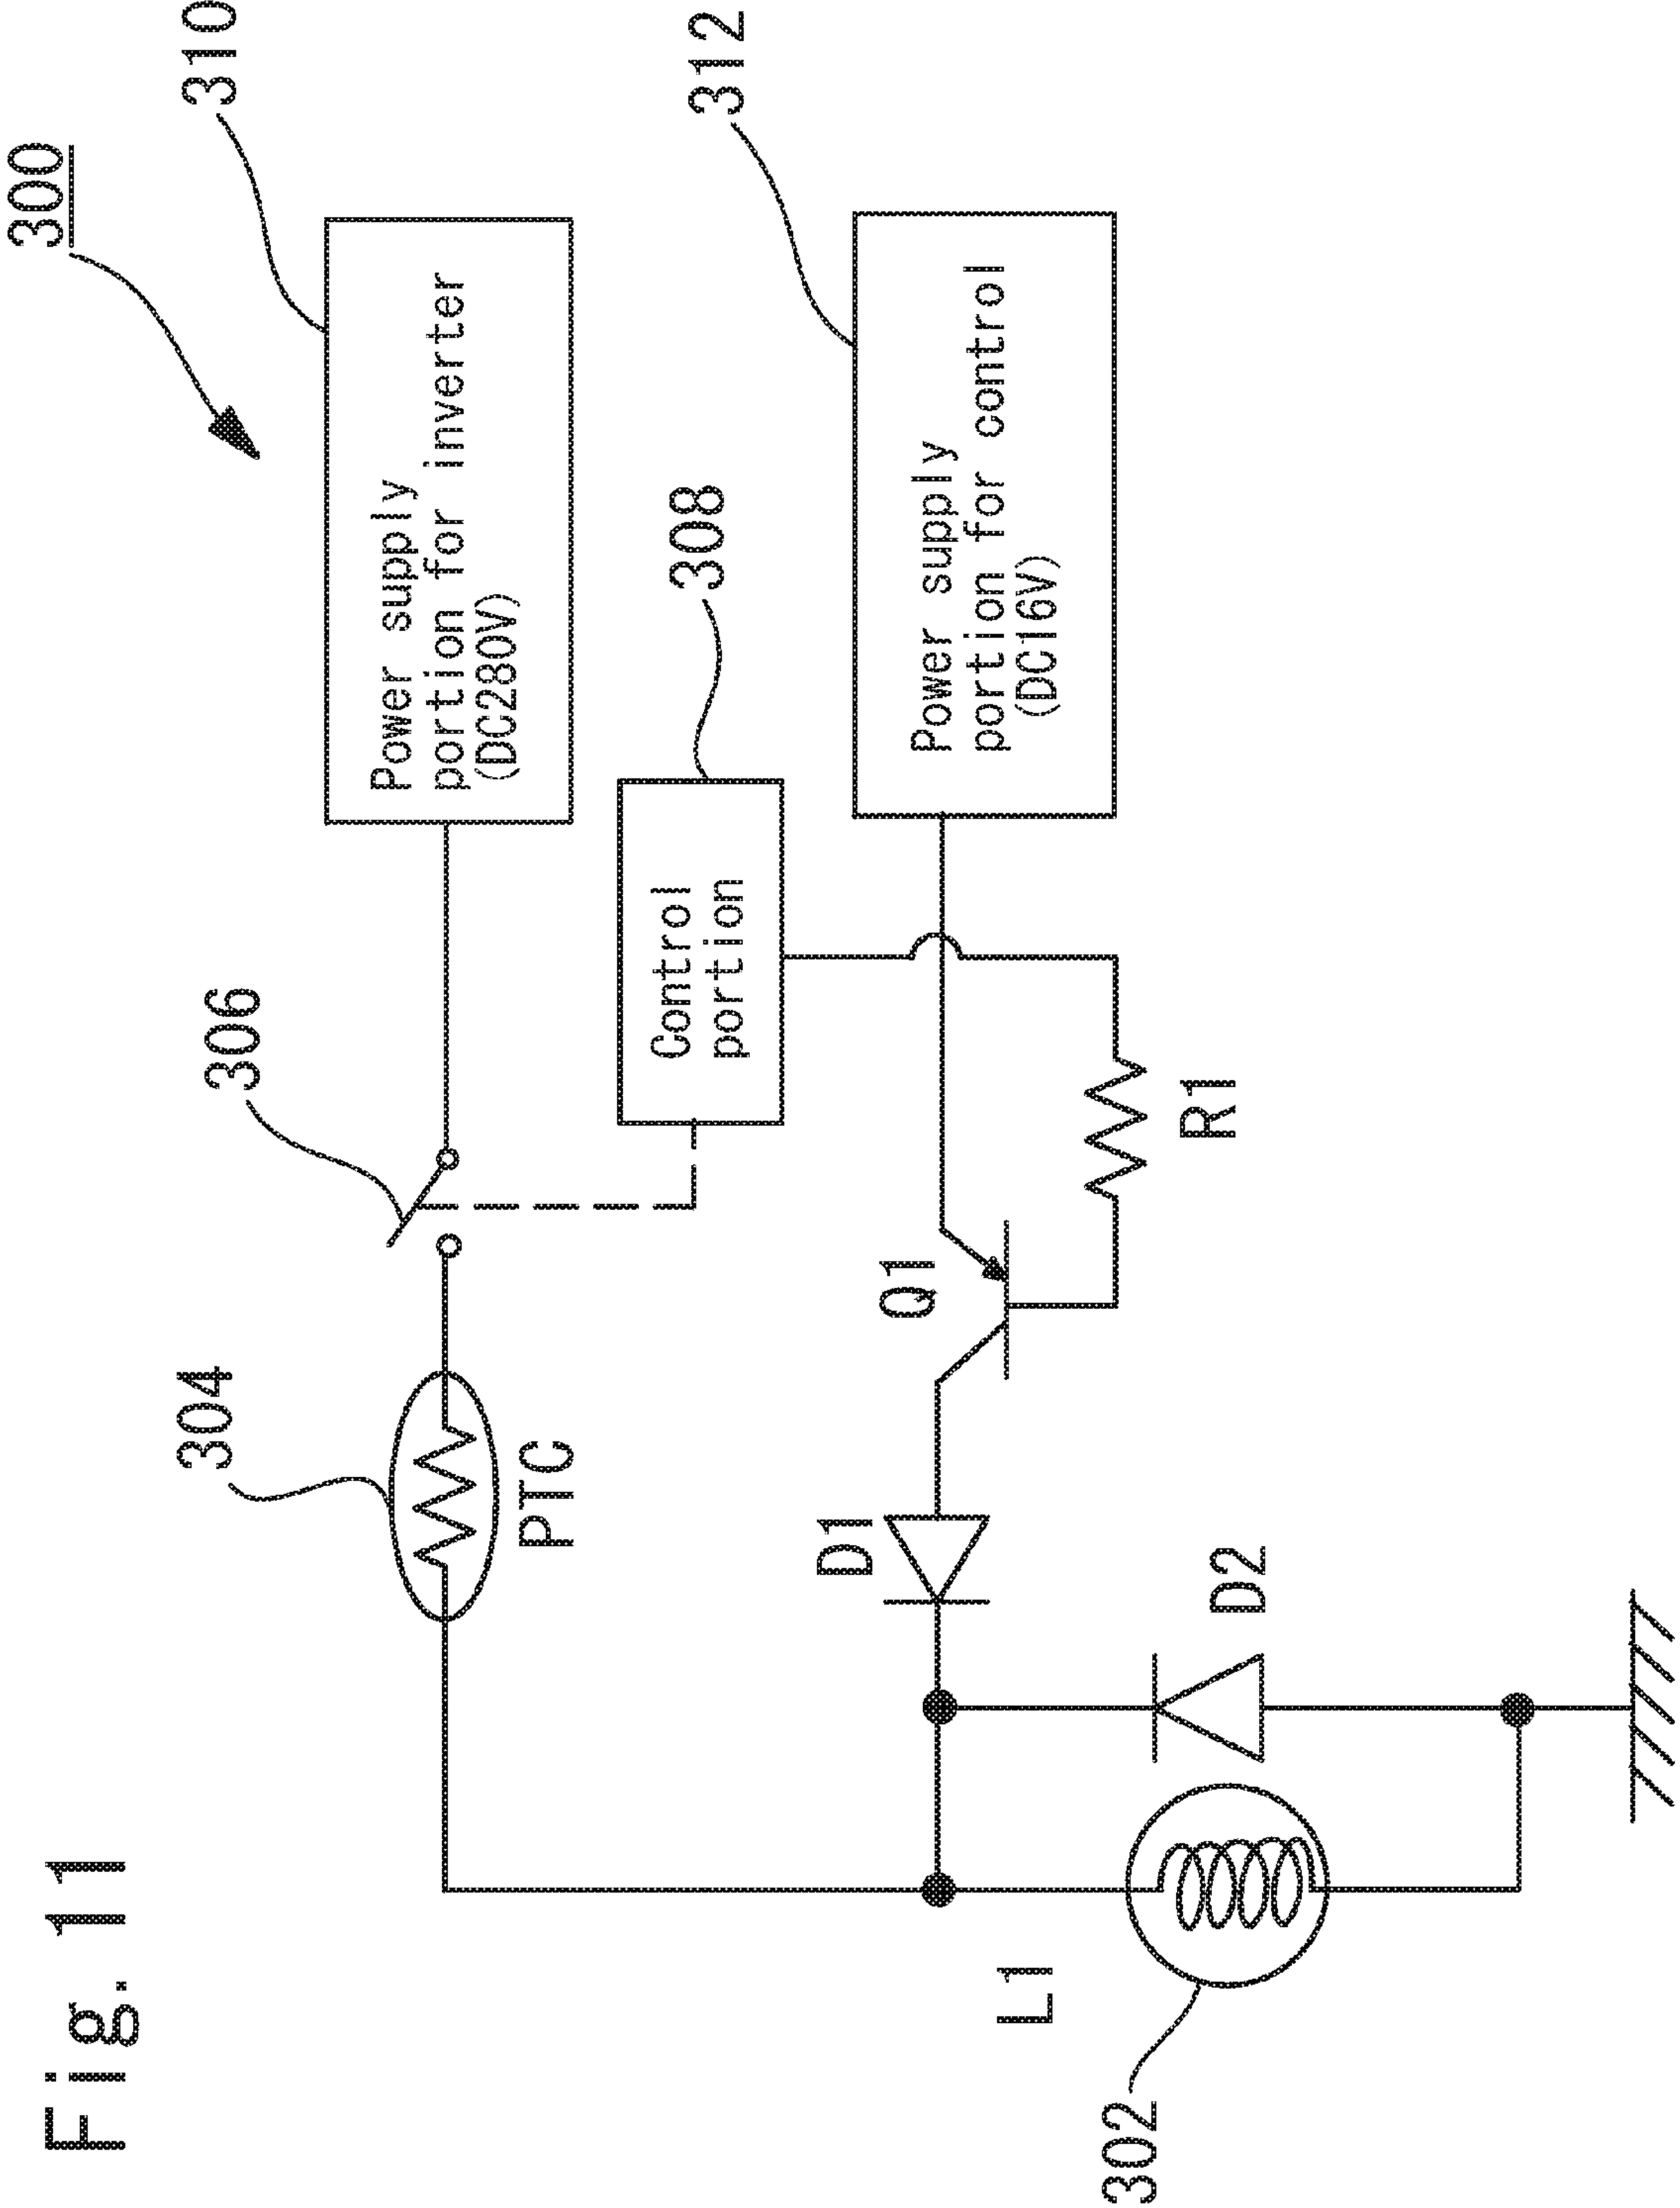 Fig. 11
300
310
Power supply
portion for inverter
(DC280V)
306
304
PTC
308
Control
portion
312
Power supply
portion for control
(DC16V)
Q1
R1
D1
D2
L1
302